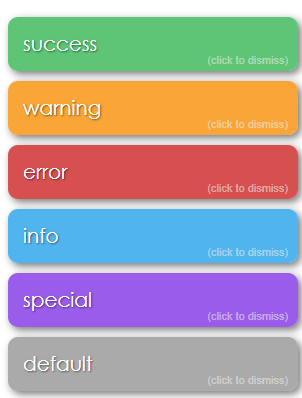 success
(click to dismiss)
warning
(click to dismiss)
error
(click to dismiss)
info
(click to dismiss)
special
(click to dismiss)
default
(click to dismiss)